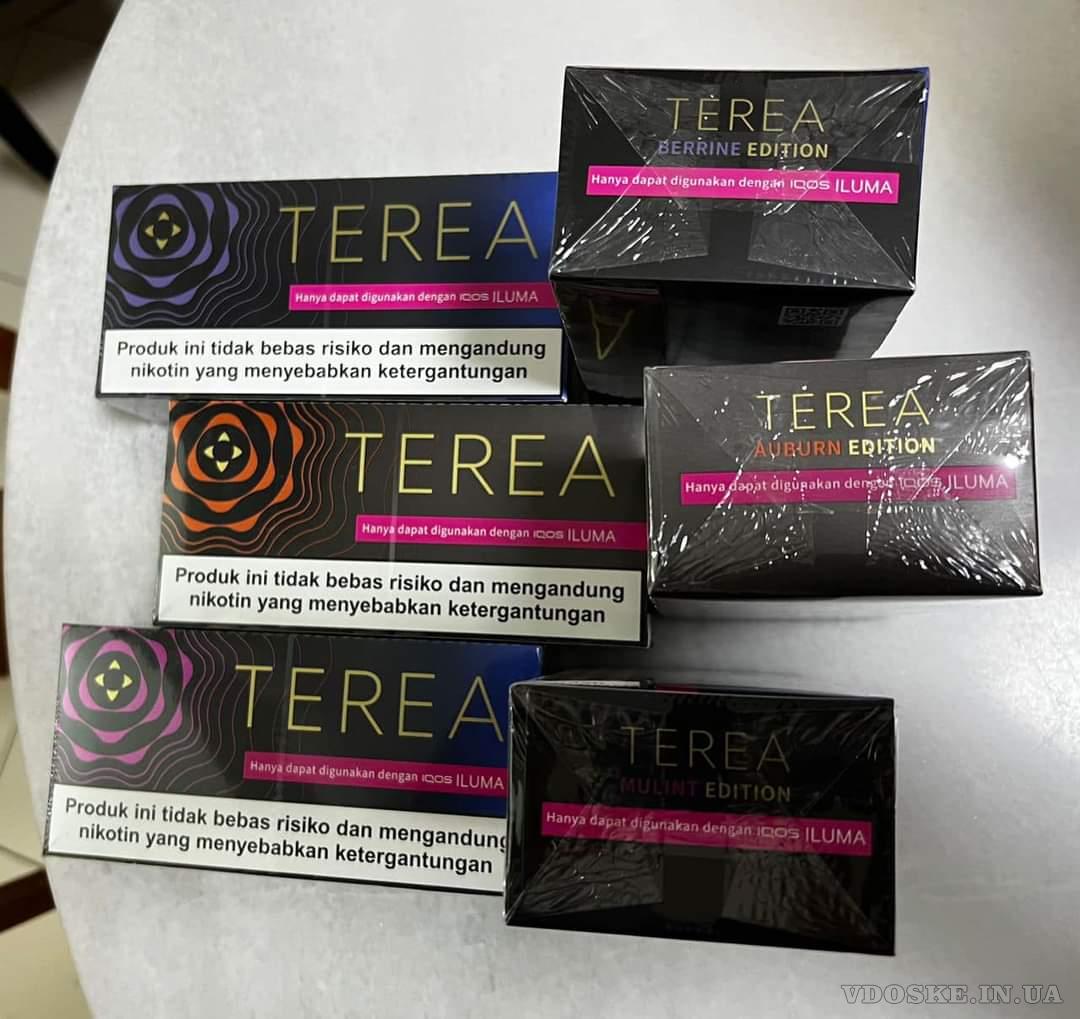 TEREA
BERRINE EDITION
Hanya dapat digunakan dengan IQOS ILUMA
TEREA
Hanya dapat digunakan dengan IQOS ILUMA
Produk ini tidak bebas risiko dan mengandung
nikotin yang menyebabkan ketergantungan
A
TEREA
AUBURN EDITION
Hanya dapat digunakan dengan IQOS ILUMA
TEREA
Hanya dapat digunakan dengan IQOS ILUMA
Produk ini tidak bebas risiko dan mengandung
nikotin yang menyebabkan ketergantungan
TEREA
Hanya dapat digunakan dengan IQOS ILUMA
Produk ini tidak bebas risiko dan mengandung
nikotin yang menyebabkan ketergantungan
TEREA
MULINT EDITION
Hanya dapat digunakan dengan IQOS ILUMA
VDOSKE.IN.UA